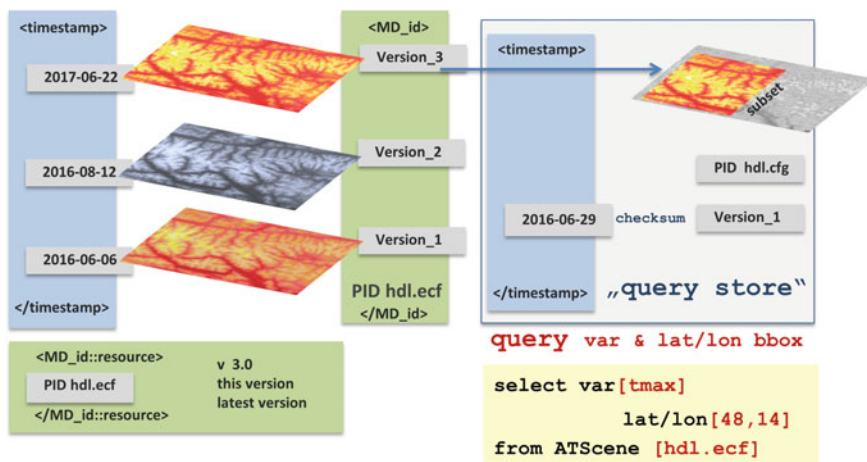 <timestamp>
2017-06-22
2016-08-12
2016-06-06
</timestamp>
<MD_id>
Version_3
Version_2
Version_1
PID hdl.ecf
</MD_id>
<timestamp>
subset
PID hdl.cfg
2016-06-29 checksum Version_1
</timestamp>
„query store“
<MD_id::resource>
PID hdl.ecf
</MD_id::resource>
v 3.0
this version
latest version
query var & lat/lon bbox
select var[tmax]
lat/lon[48,14]
from ATScene [hdl.ecf]